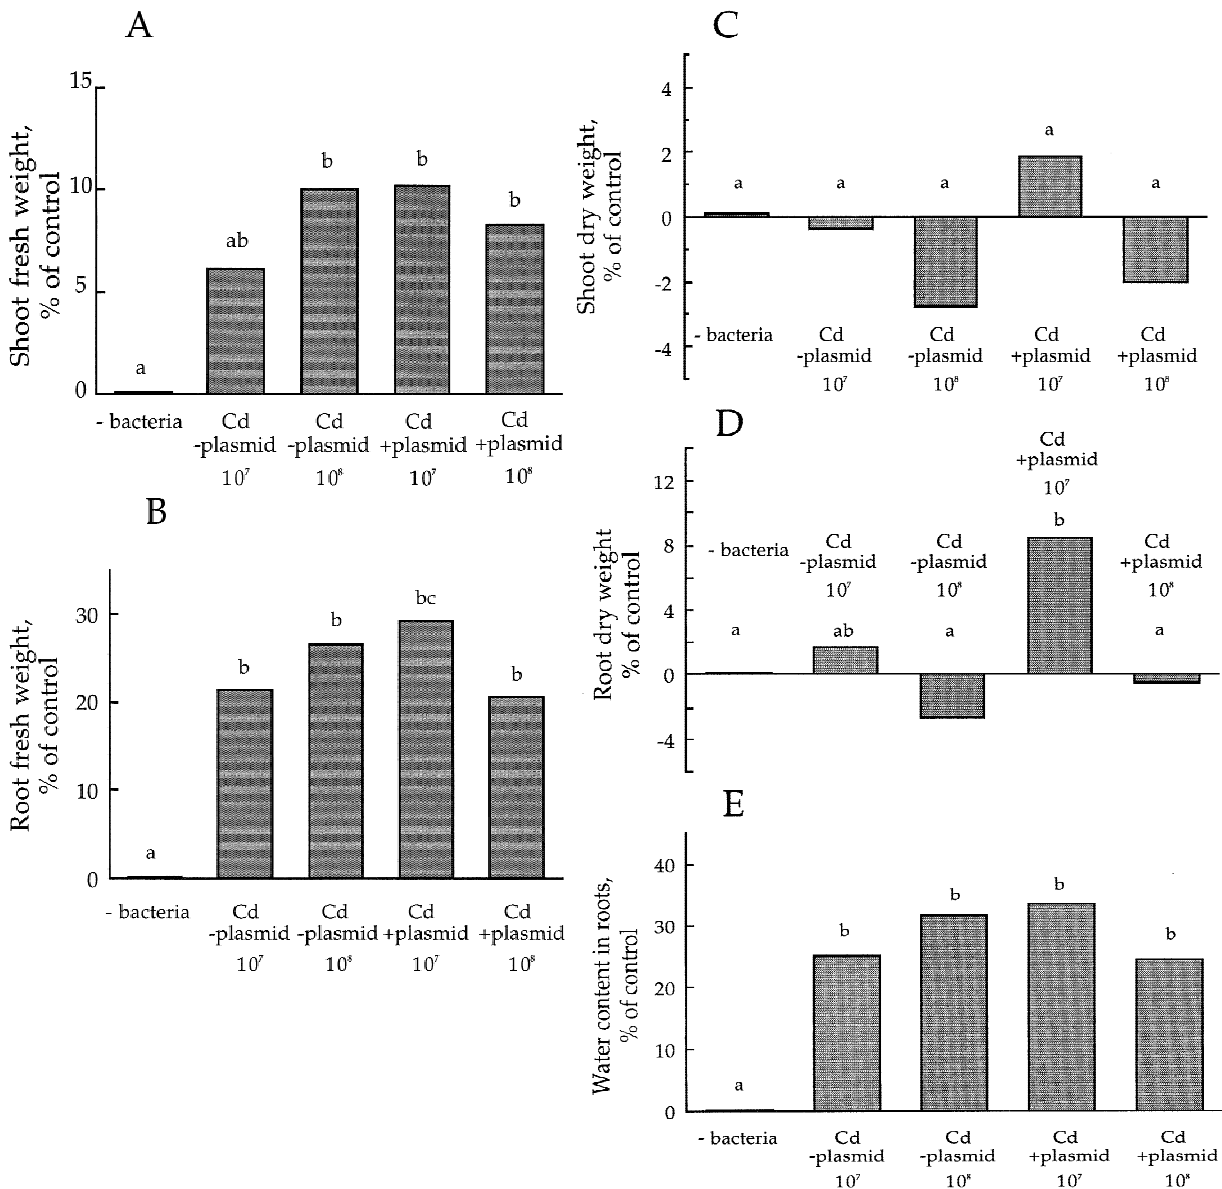 A
Shoot fresh weight,
% of control
15
10
5
0
a
ab
b
b
b
- bacteria
Cd
-plasmid
10⁷
Cd
-plasmid
10⁸
Cd
+plasmid
10⁷
Cd
+plasmid
10⁸
B
Root fresh weight,
% of control
30
20
10
0
a
b
b
bc
b
- bacteria
Cd
-plasmid
10⁷
Cd
-plasmid
10⁸
Cd
+plasmid
10⁷
Cd
+plasmid
10⁸
C
Shoot dry weight,
% of control
4
2
0
-2
-4
a
a
a
a
a
- bacteria
Cd
-plasmid
10⁷
Cd
-plasmid
10⁸
Cd
+plasmid
10⁷
Cd
+plasmid
10⁸
D
Root dry weight
% of control
12
8
4
0
-4
- bacteria
Cd
-plasmid
10⁷
Cd
-plasmid
10⁸
Cd
+plasmid
10⁷
Cd
+plasmid
10⁸
a
ab
a
b
a
E
Water content in roots,
% of control
40
30
20
10
0
a
b
b
b
b
- bacteria
Cd
-plasmid
10⁷
Cd
-plasmid
10⁸
Cd
+plasmid
10⁷
Cd
+plasmid
10⁸